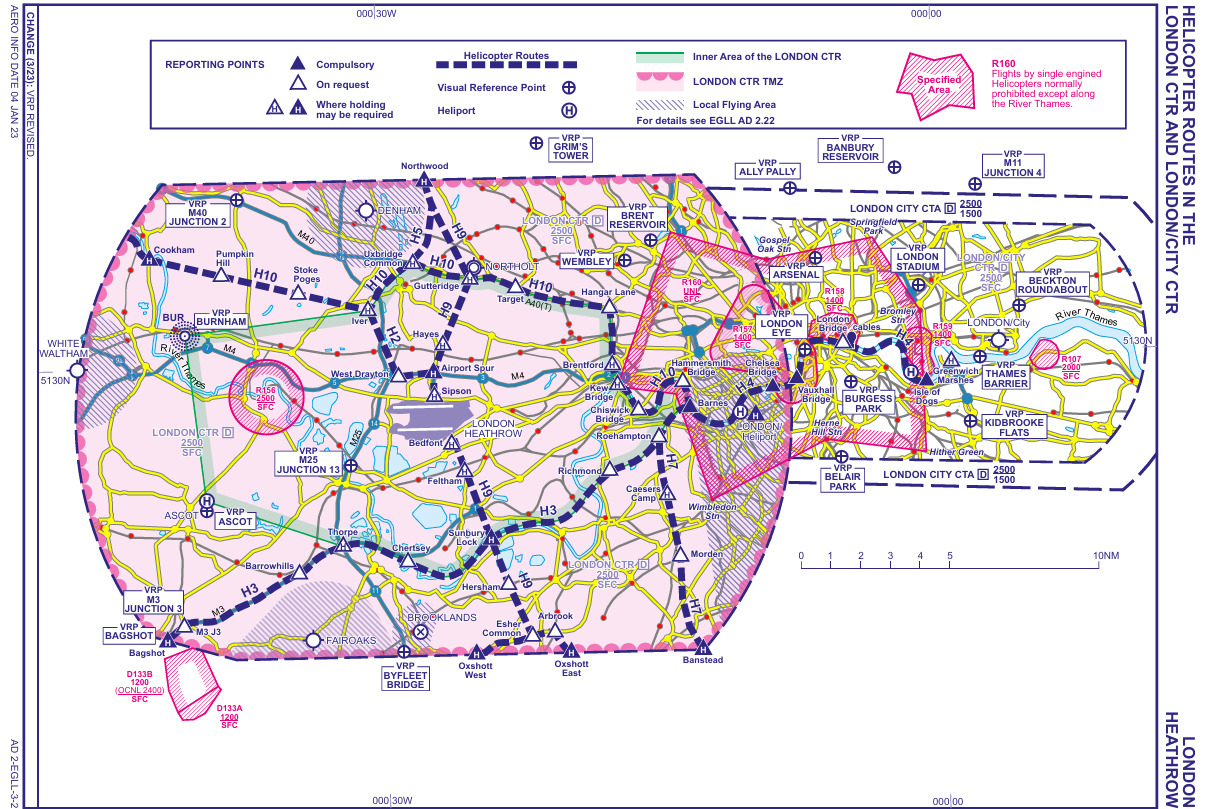 000|30W
000|00
HELICOPTER ROUTES IN THE
LONDON CTR AND LONDON/CITY CTR
CHANGE (3/23): VRP REVISED.
AERO INFO DATE 04 JAN 23
REPORTING POINTS
Compulsory
On request
H H Where holding
may be required
Helicopter Routes
Visual Reference Point
Heliport
H
Inner Area of the LONDON CTR
LONDON CTR TMZ
Local Flying Area
For details see EGLL AD 2.22
Specified
Area
R160
Flights by single engined
Helicopters normally
prohibited except along
the River Thames.
VRP
GRIM'S
TOWER
VRP
BANBURY
RESERVOIR
VRP
ALLY PALLY
VRP
M11
JUNCTION 4
Northwood
LONDON CITY CTA D 2500
1500
VRP
M40
JUNCTION 2
DENHAM
LONDON CTR D
2500
SFC
VRP
BRENT
RESERVOIR
Springfield
Park
Gospel
Oak Stn
M40
H5
H9
Cookham
Pumpkin
Hill
H10
Stoke
Poges
Uxbridge
Common
H10
Gutteridge
NORTHOLT
VRP
WEMBLEY
VRP
ARSENAL
VRP
LONDON
STADIUM
LONDON/CITY
CTR D
2500
SFC
VRP
BECKTON
ROUNDABOUT
H10
Target
H10
A40(T)
Hangar Lane
R160
UNL
SFC
R158
1400
SFC
BUR
VRP
BURNHAM
Iver
H10
H9
R157
1400
SFC
VRP
LONDON
EYE
London
Bridge
cables
Bromley
Stn
R159
1400
SFC
LONDON/City
River Thames
WHITE
WALTHAM
5130N
River Thames
M4
H2
Hayes
West Drayton
Airport Spur
M4
Sipson
Brentford
Kew
Bridge
Hammersmith
Bridge
Chelsea
Bridge
H4
H10
H4
Barnes
Chiswick
Bridge
Vauxhall
Bridge
VRP
BURGESS
PARK
Isle of
Dogs
Greenwich
Marshes
VRP
THAMES
BARRIER
R107
2000
SFC
5130N
R156
2500
SFC
LONDON CTR D
2500
SFC
M25
LONDON
HEATHROW
Roehampton
LONDON/
Heliport
Herne
Hill Stn
VRP
KIDBROOKE
FLATS
Hither Green
Bedfont
VRP
M25
JUNCTION 13
Feltham
Richmond
H7
Caesers
Camp
VRP
BELAIR
PARK
LONDON CITY CTA D 2500
1500
ASCOT
VRP
ASCOT
H9
H3
Wimbledon
Stn
Thorpe
Chertsey
Sunbury
Lock
Morden
0 1 2 3 4 5 10NM
Barrowhills
H3
M3
LONDON CTR D
2500
SFC
Hersham
H9
H7
VRP
M3
JUNCTION 3
VRP
BAGSHOT
M3 J3
Bagshot
FAIROAKS
BROOKLANDS
Esher
Common
Arbrook
VRP
BYFLEET
BRIDGE
Oxshott
West
Oxshott
East
Banstead
D133B
1200
(OCNL 2400)
SFC
D133A
1200
SFC
AD 2-EGLL-3-2
LONDON
HEATHROW
000|30W
000|00